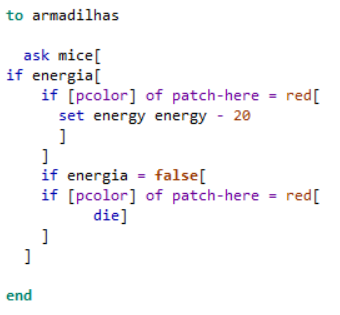 to armadilhas
ask mice[
if energia[
if [pcolor] of patch-here = red[
set energy energy - 20
]
]
if energia = false[
if [pcolor] of patch-here = red[
die]
]
]
end